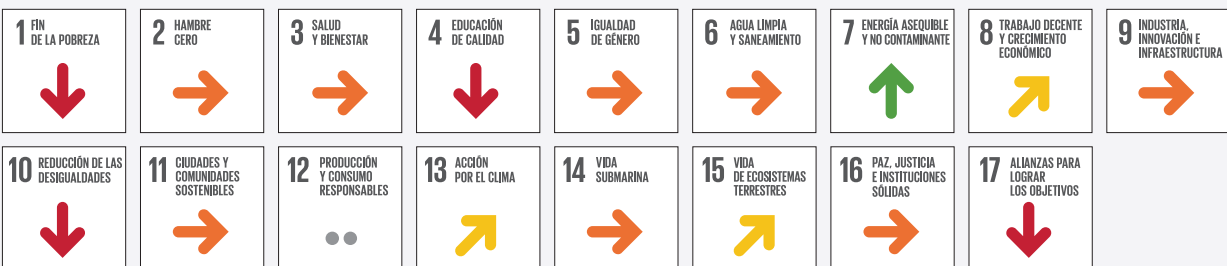 1 FIN
DE LA POBREZA
2 HAMBRE
CERO
3 SALUD
Y BIENESTAR
4 EDUCACIÓN
DE CALIDAD
5 IGUALDAD
DE GÉNERO
6 AGUA LIMPIA
Y SANEAMIENTO
7 ENERGÍA ASEQUIBLE
Y NO CONTAMINANTE
8 TRABAJO DECENTE
Y CRECIMIENTO
ECONÓMICO
9 INDUSTRIA,
INNOVACIÓN E
INFRAESTRUCTURA
10 REDUCCIÓN DE LAS
DESIGUALDADES
11 CIUDADES Y
COMUNIDADES
SOSTENIBLES
12 PRODUCCIÓN
Y CONSUMO
RESPONSABLES
13 ACCIÓN
POR EL CLIMA
14 VIDA
SUBMARINA
15 VIDA
DE ECOSISTEMAS
TERRESTRES
16 PAZ, JUSTICIA
E INSTITUCIONES
SÓLIDAS
17 ALIANZAS PARA
LOGRAR
LOS OBJETIVOS